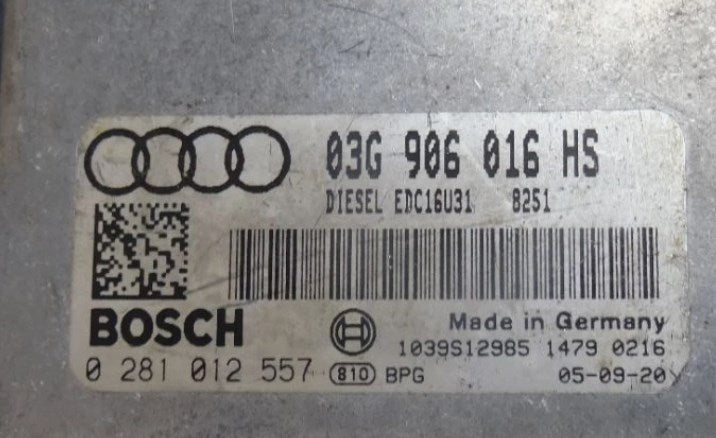 03G 906 016 HS
DIESEL EDC16U31 8251
BOSCH
Made in Germany
1039S12985 1479 0216
0 281 012 557 810 BPG 05-09-20